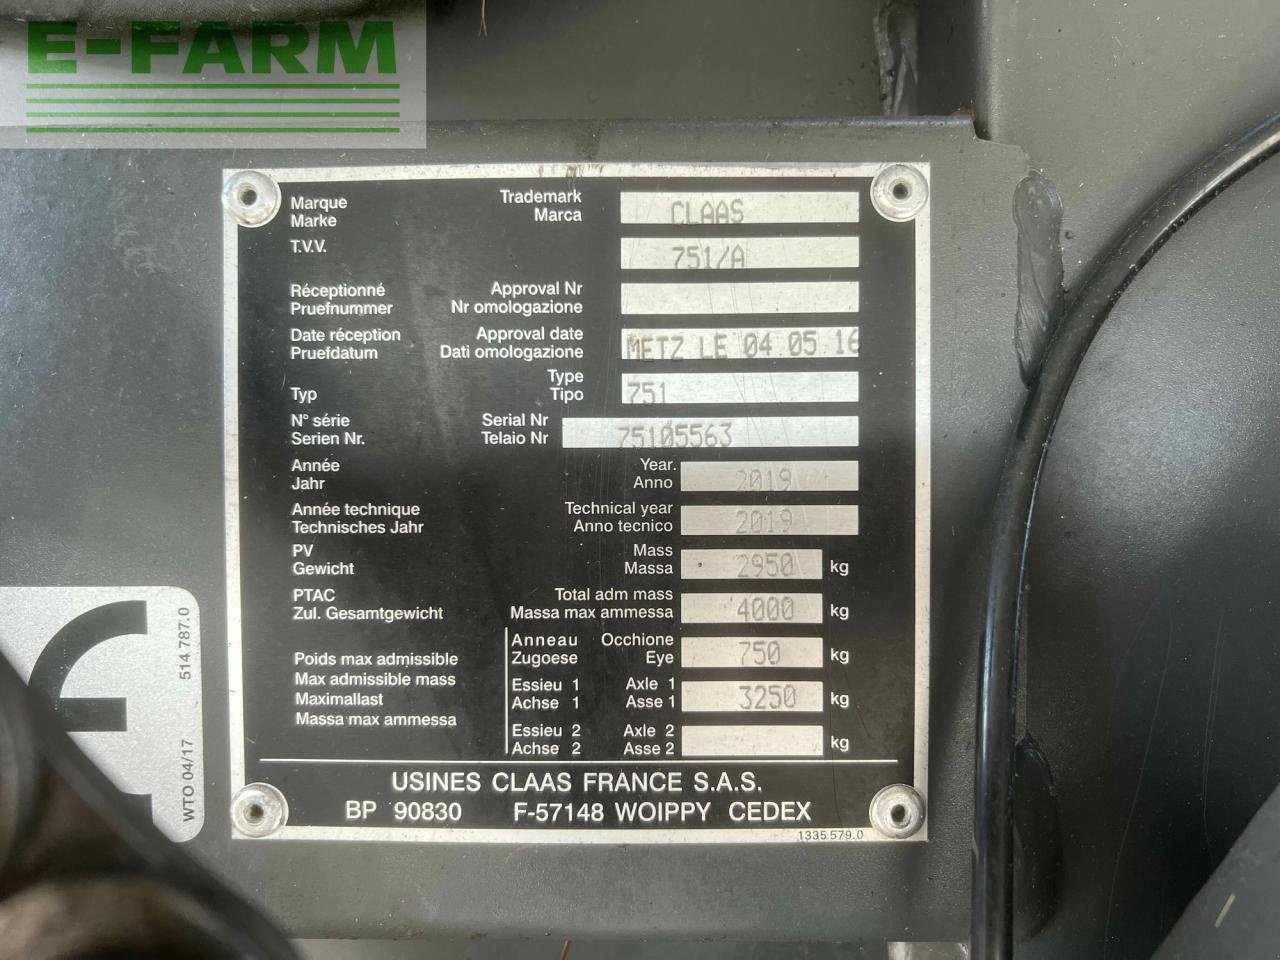 E-FARM
Marque Trademark CLAAS
Marke Marca
T.V.V. 751/A
Réceptionné Approval Nr
Pruefnummer Nr omologazione
Date réception Approval date METZ LE 04 05 16
Pruefdatum Dati omologazione
Type
Typ Tipo 751
N° série Serial Nr 75105563
Serien Nr. Telaio Nr
Année Year. 2019
Jahr Anno
Année technique Technical year 2019
Technisches Jahr Anno tecnico
PV Mass 2950 kg
Gewicht Massa
PTAC Total adm mass 4000 kg
Zul. Gesamtgewicht Massa max ammessa
Anneau Occhione 750 kg
Poids max admissible Zugoese Eye
Max admissible mass Essieu 1 Axle 1 3250 kg
Maximallast Achse 1 Asse 1
Massa max ammessa Essieu 2 Axle 2 kg
Achse 2 Asse 2
USINES CLAAS FRANCE S.A.S.
BP 90830 F-57148 WOIPPY CEDEX
1335 579.0
WTO 04/17 514 787.0